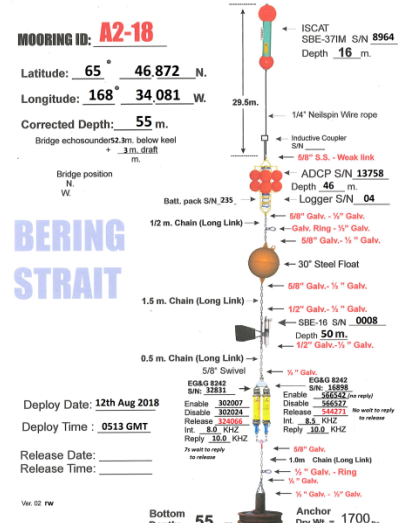 MOORING ID: A2-18
ISCAT
SBE-37IM S/N 8964
Depth 16 m.
Latitude: 65 ° 46.872 N.
Longitude: 168 ° 34.081 W.
29.5m.
Corrected Depth: 55 m.
1/4" Neilspin Wire rope
Bridge echosounder 52.3m. below keel
+ 3 m. draft
m.
Inductive Coupler
S/N
5/8" S.S. - Weak link
Bridge position
N.
W.
ADCP S/N 13758
Depth 46 m.
Logger S/N 04
Batt. pack S/N 235
5/8" Galv. - ½" Galv.
1/2 m. Chain (Long Link)
Galv. Ring - ½" Galv.
5/8" Galv. - ½" Galv.
BERING
STRAIT
30" Steel Float
5/8" Galv. - ½" Galv.
1.5 m. Chain (Long Link)
1/2" Galv. - ½ " Galv.
SBE-16 S/N 0008
Depth 50 m.
1/2" Galv. - ½ " Galv.
0.5 m. Chain (Long Link)
5/8" Swivel
½ " Galv.
EG&G 8242
S/N: 32831
Enable 302007
Disable 302024
Release 324066
Int. 8.0 KHZ
Reply 10.0 KHZ
7s wait to reply
to release
EG&G 8242
S/N: 16898
Enable 566542 (no reply)
Disable 566527
Release 544271 No wait to reply
to release
Int. 8.5 KHZ
Reply 10.0 KHZ
Deploy Date: 12th Aug 2018
Deploy Time : 0513 GMT
5/8" Galv.
1.0m Chain (Long Link)
Release Date:
Release Time:
½ " Galv. - Ring
½ " Galv.
½ " Galv. - ½" Galv.
Ver. 02 rw
Bottom
Depth 55
Anchor
Dry Wt. = 1700